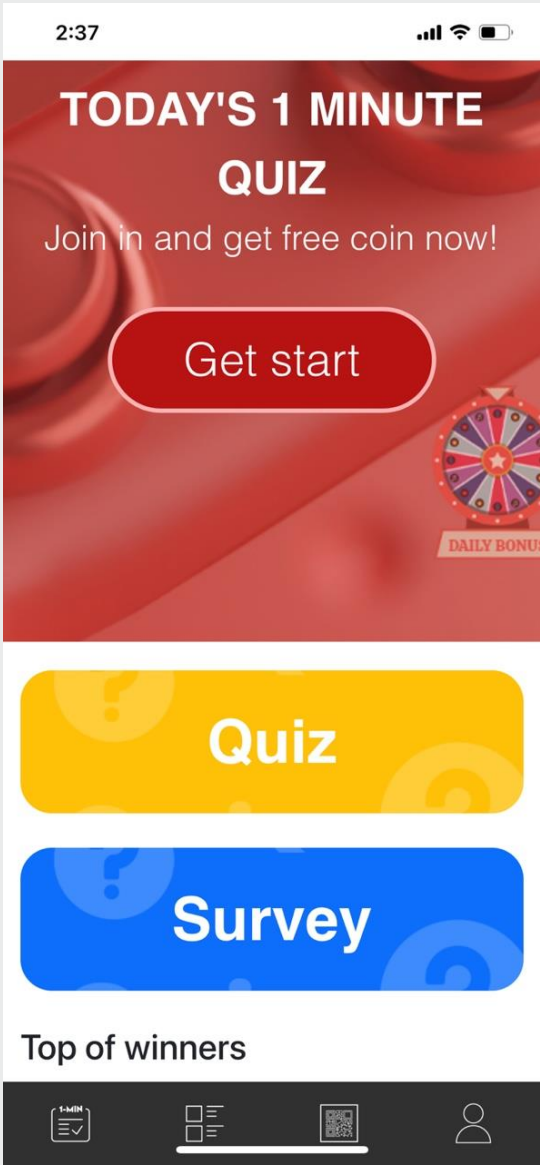 2:37
TODAY'S 1 MINUTE
QUIZ
Join in and get free coin now!
Get start
DAILY BONUS
Quiz
Survey
Top of winners
1-MIN